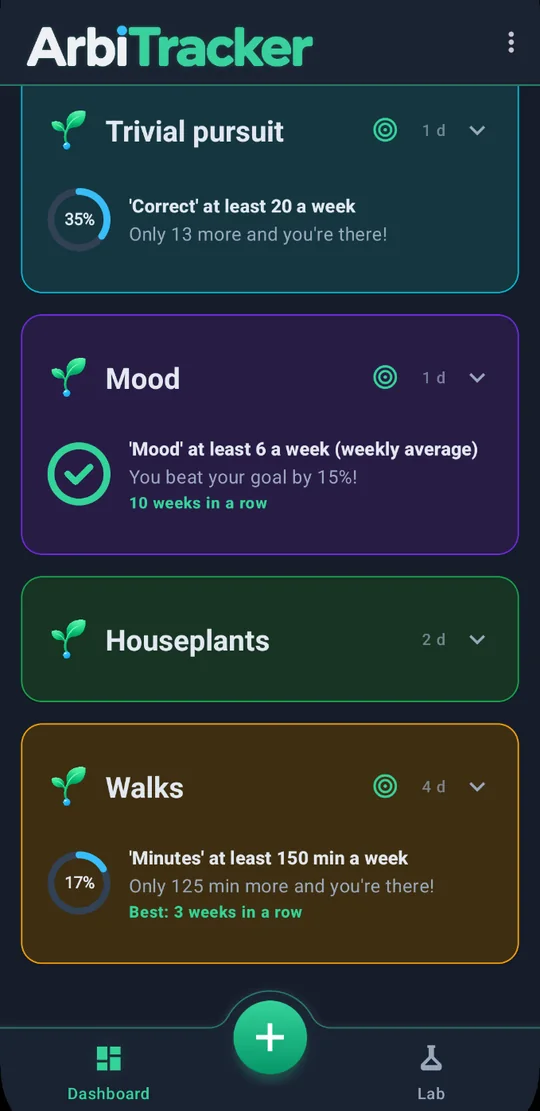 ArbiTracker
Trivial pursuit
1 d
35%
'Correct' at least 20 a week
Only 13 more and you're there!
Mood
1 d
'Mood' at least 6 a week (weekly average)
You beat your goal by 15%!
10 weeks in a row
Houseplants
2 d
Walks
4 d
17%
'Minutes' at least 150 min a week
Only 125 min more and you're there!
Best: 3 weeks in a row
Dashboard
Lab